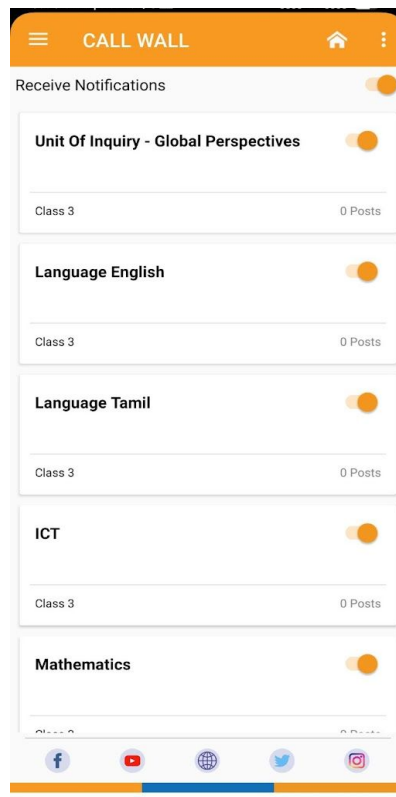 CALL WALL
Receive Notifications
Unit Of Inquiry - Global Perspectives
Class 3 0 Posts
Language English
Class 3 0 Posts
Language Tamil
Class 3 0 Posts
ICT
Class 3 0 Posts
Mathematics